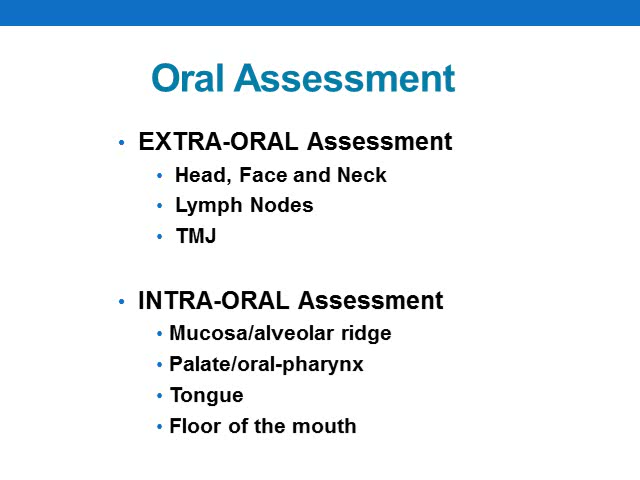 Oral Assessment
• EXTRA-ORAL Assessment
• Head, Face and Neck
• Lymph Nodes
• TMJ
• INTRA-ORAL Assessment
• Mucosa/alveolar ridge
• Palate/oral-pharynx
• Tongue
• Floor of the mouth